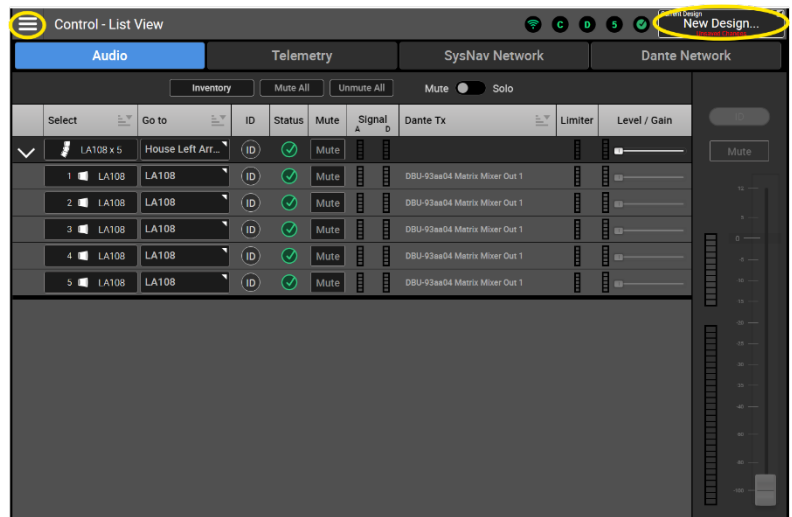 Control - List View
C D 5
Current Design
New Design...
Unsaved Changes
Audio Telemetry SysNav Network Dante Network
Inventory Mute All Unmute All Mute Solo
Select Go to ID Status Mute Signal Dante Tx Limiter Level / Gain
A D
LA108 x 5 House Left Arr... ID Mute
1 LA108 LA108 ID Mute DBU-93aa04 Matrix Mixer Out 1
2 LA108 LA108 ID Mute DBU-93aa04 Matrix Mixer Out 1
3 LA108 LA108 ID Mute DBU-93aa04 Matrix Mixer Out 1
4 LA108 LA108 ID Mute DBU-93aa04 Matrix Mixer Out 1
5 LA108 LA108 ID Mute DBU-93aa04 Matrix Mixer Out 1
ID
Mute
0